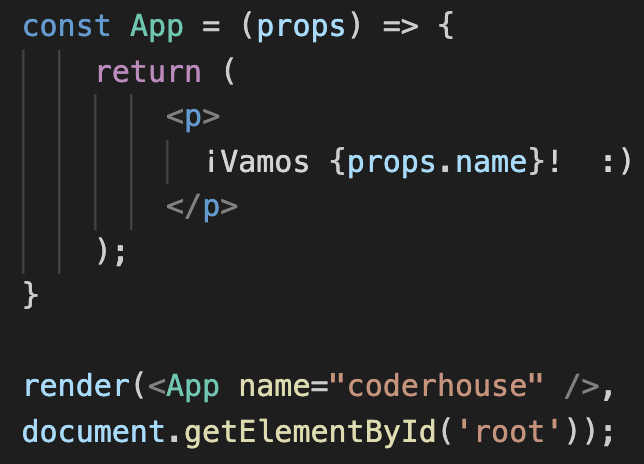 const App = (props) => {
return (
<p>
¡Vamos {props.name}!  :)
</p>
);
}
render(<App name="coderhouse" />,
document.getElementById('root'));